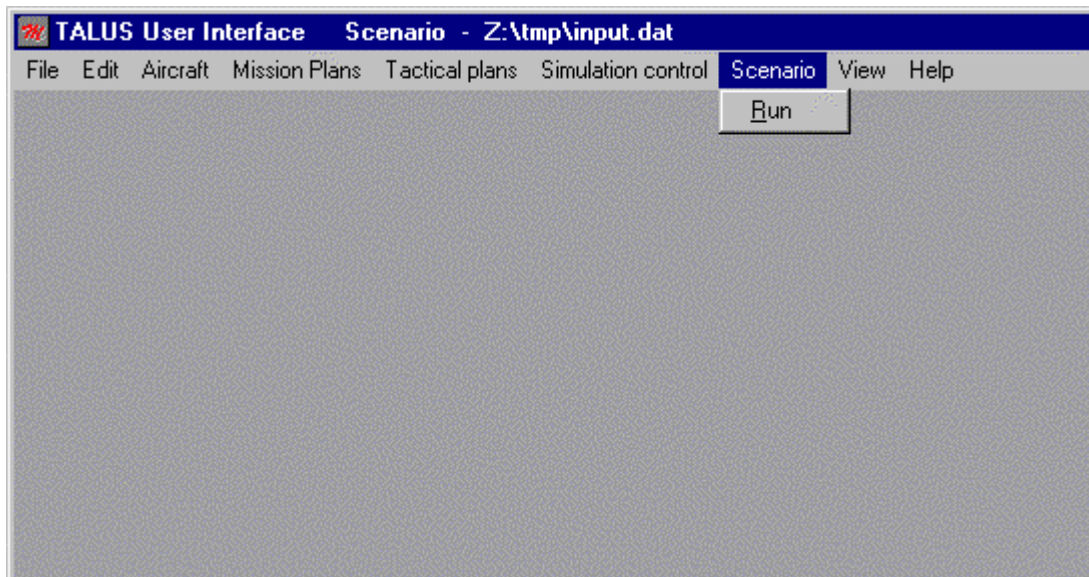 TALUS User Interface Scenario - Z:\tmp\input.dat
File Edit Aircraft Mission Plans Tactical plans Simulation control Scenario View Help
Run